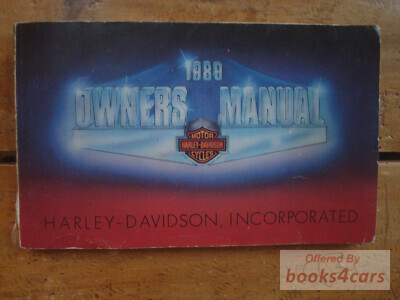 1988
OWNERS MANUAL
MOTOR
HARLEY-DAVIDSON
CYCLES
HARLEY-DAVIDSON, INCORPORATED
Offered By
books4cars